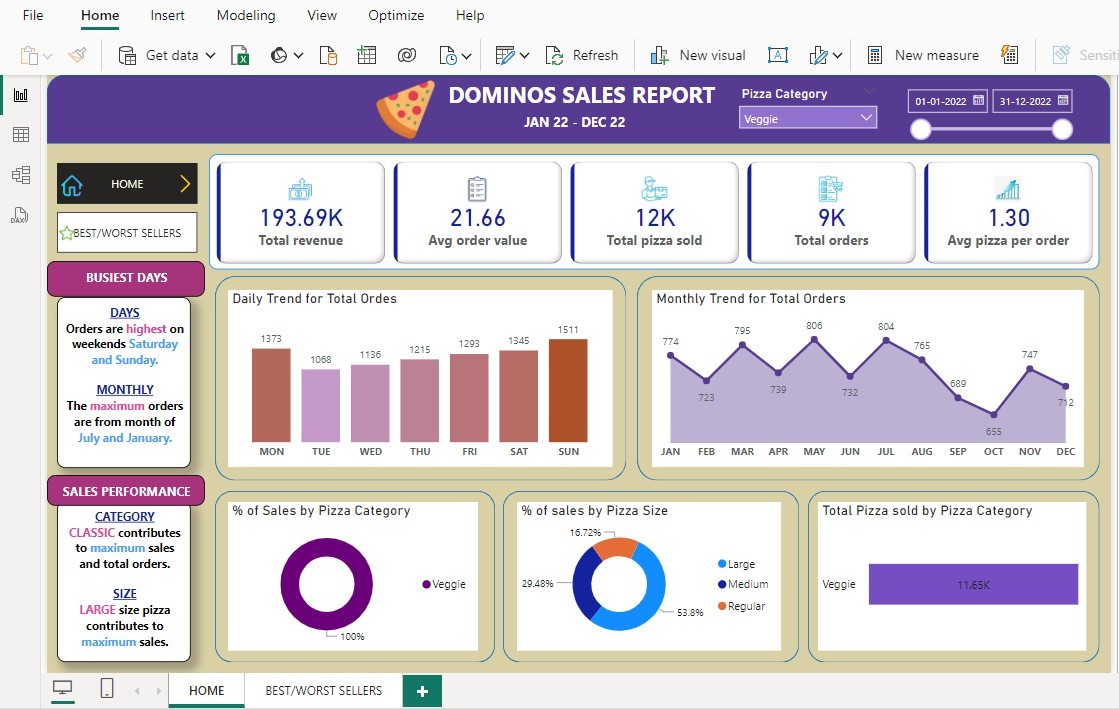 File Home Insert Modeling View Optimize Help
Get data Refresh New visual A New measure Sensiti
DOMINOS SALES REPORT
JAN 22 - DEC 22
Pizza Category
Veggie
01-01-2022 31-12-2022
HOME
BEST/WORST SELLERS
193.69K
Total revenue
21.66
Avg order value
12K
Total pizza sold
9K
Total orders
1.30
Avg pizza per order
BUSIEST DAYS
DAYS
Orders are highest on
weekends Saturday
and Sunday.
MONTHLY
The maximum orders
are from month of
July and January.
SALES PERFORMANCE
CATEGORY
CLASSIC contributes
to maximum sales
and total orders.
SIZE
LARGE size pizza
contributes to
maximum sales.
Daily Trend for Total Ordes
1373 1068 1136 1215 1293 1345 1511
MON TUE WED THU FRI SAT SUN
Monthly Trend for Total Orders
774 723 795 739 806 732 804 765 689 655 747 712
JAN FEB MAR APR MAY JUN JUL AUG SEP OCT NOV DEC
% of Sales by Pizza Category
Veggie
100%
% of sales by Pizza Size
16.72%
29.48%
53.8%
Large
Medium
Regular
Total Pizza sold by Pizza Category
Veggie 11.65K
HOME BEST/WORST SELLERS +
DAX